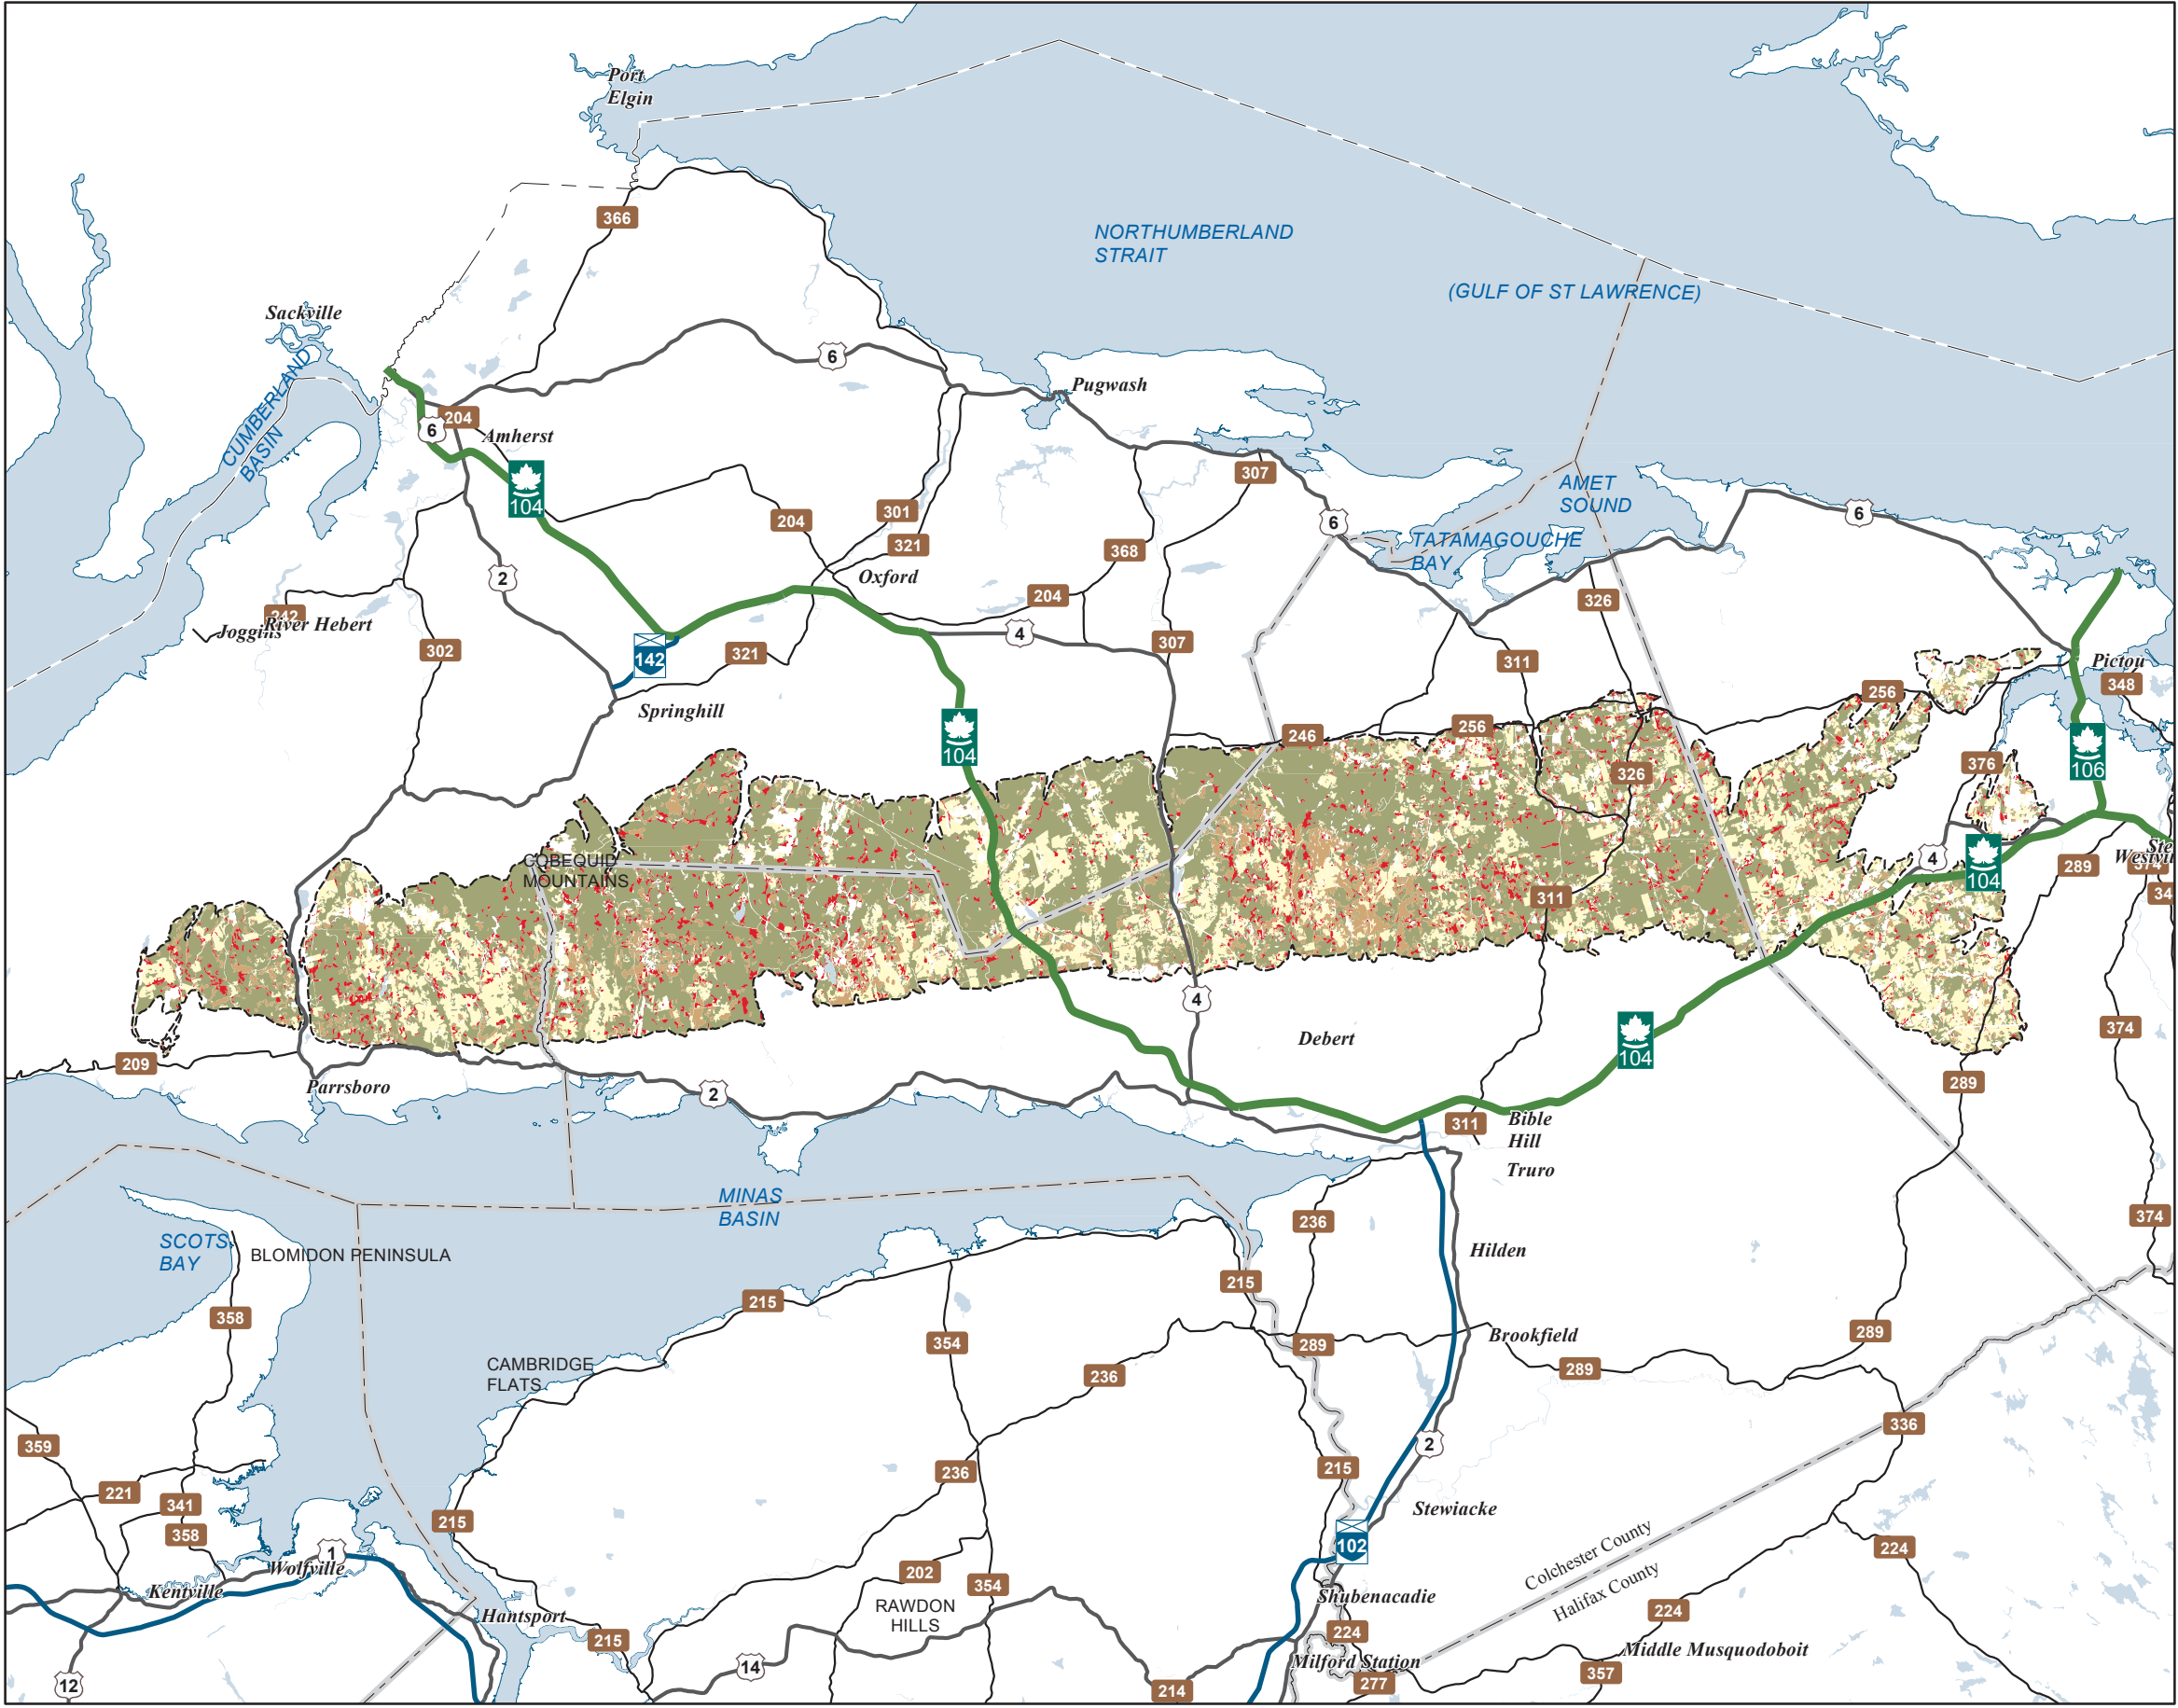 Port
Elgin
366
NORTHUMBERLAND
STRAIT
(GULF OF ST LAWRENCE)
Sackville
CUMBERLAND
BASIN
6
Pugwash
204
6
Amherst
104
307
AMET
SOUND
204
301
6
6
321
368
TATAMAGOUCHE
BAY
2
Oxford
204
326
242
River Hebert
Joggins
4
302
142
321
307
311
Pictou
348
256
Springhill
104
246
256
326
376
106
COBEQUID
MOUNTAINS
4
104
289
311
4
Debert
104
374
209
Parrsboro
2
289
311
Bible
Hill
Truro
MINAS
BASIN
236
374
SCOTS
BAY
BLOMIDON PENINSULA
Hilden
215
215
358
354
289
Brookfield
289
289
CAMBRIDGE
FLATS
236
336
359
2
236
215
221
341
Stewiacke
215
358
102
224
1
Wolfville
Colchester County
Halifax County
Kentville
202
354
Shubenacadie
RAWDON
HILLS
224
Hantsport
224
215
Middle Musquodoboit
Milford Station
14
357
12
277
214